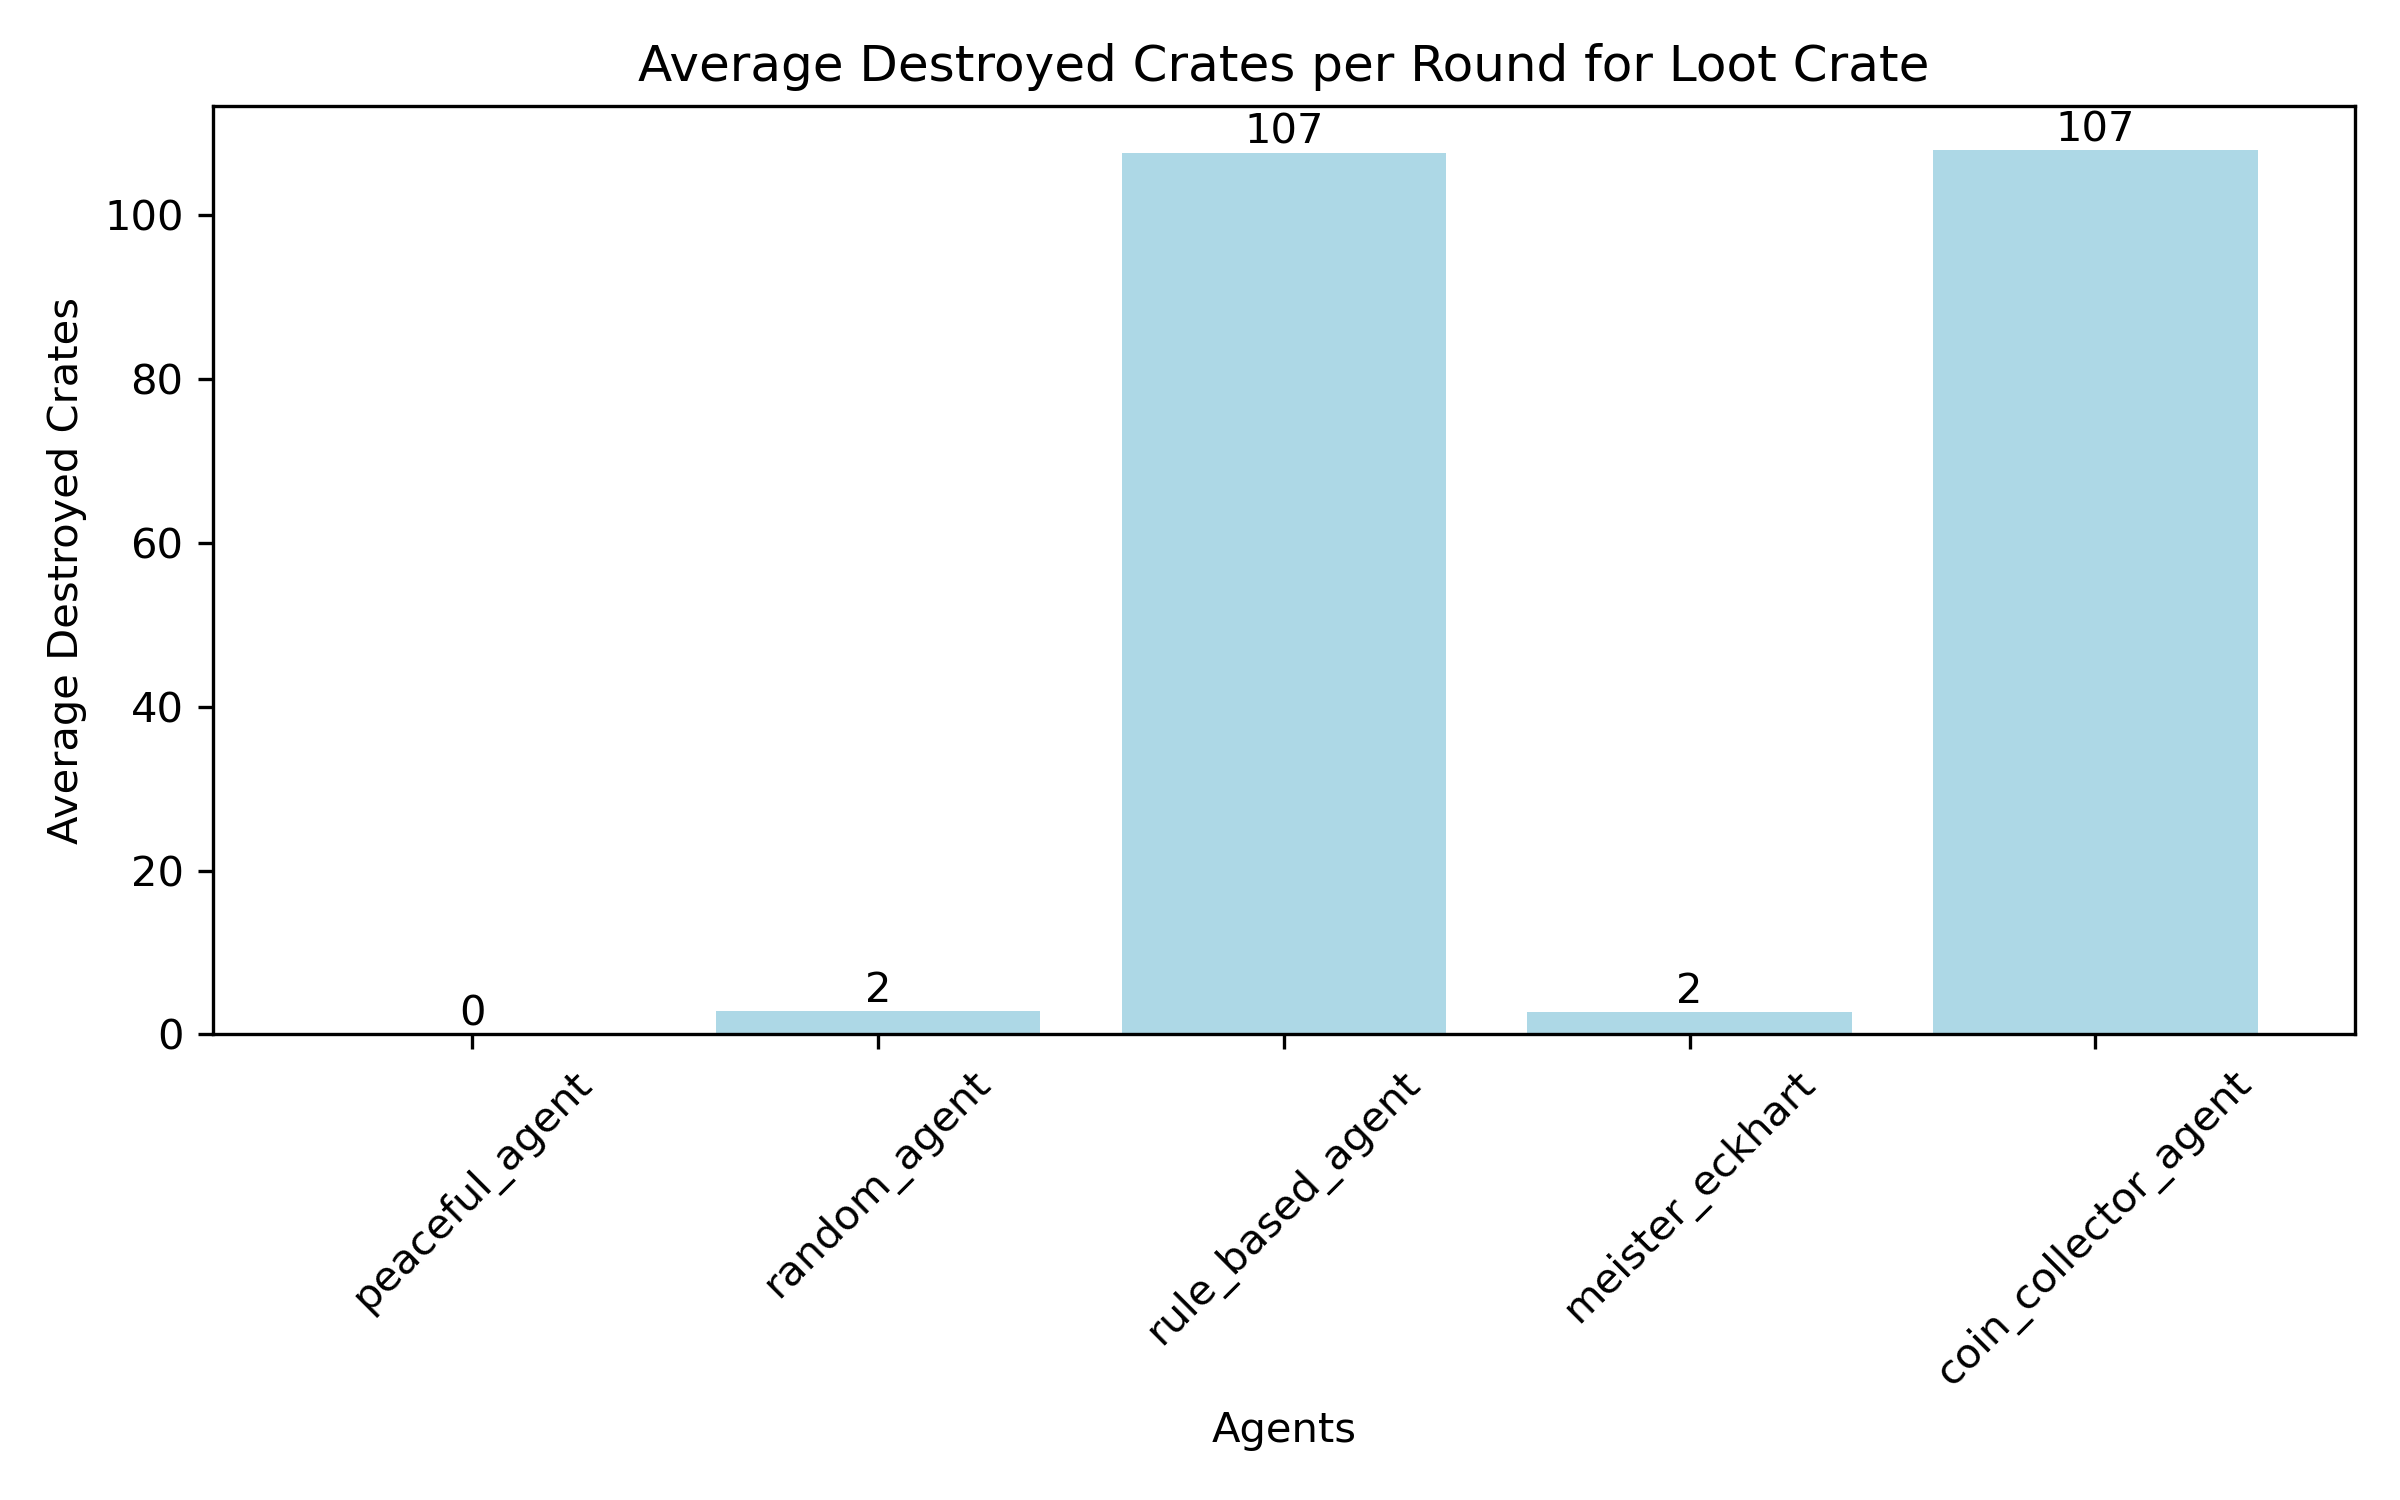 Average Destroyed Crates per Round for Loot Crate
107
107
100
80
60
40
20
0
0
2
2
Average Destroyed Crates
peaceful_agent
random_agent
rule_based_agent
meister_eckhart
coin_collector_agent
Agents